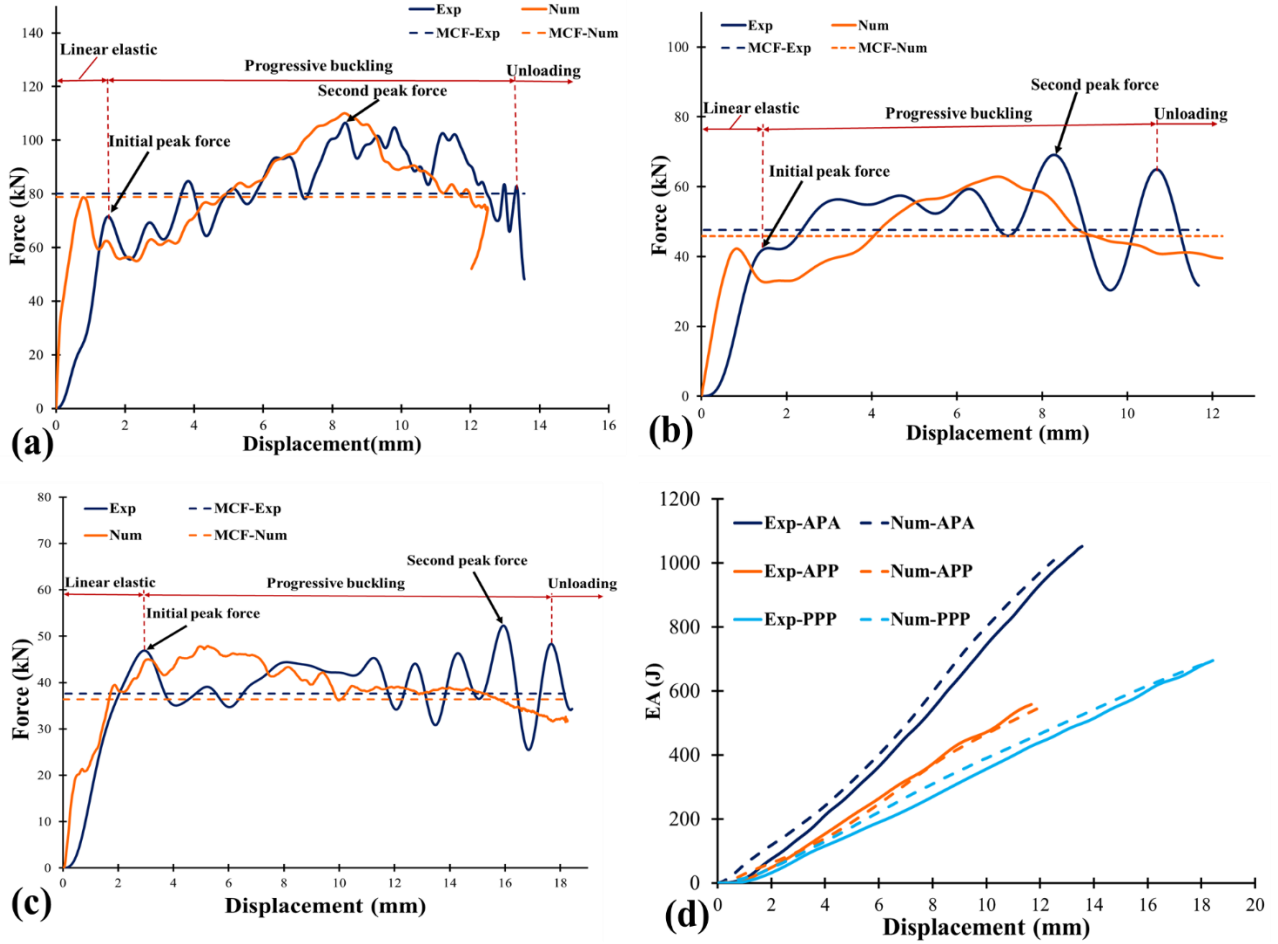 Exp
Num
MCF-Exp
MCF-Num
Linear elastic
Progressive buckling
Unloading
Second peak force
Initial peak force
150
140
120
100
80
60
40
20
0
Force (kN)
0 2 4 6 8 10 12 14 16
Displacement(mm)
(a)
Exp
Num
MCF-Exp
MCF-Num
Second peak force
Linear elastic
Progressive buckling
Unloading
Initial peak force
100
80
60
40
20
0
Force (kN)
0 2 4 6 8 10 12
Displacement (mm)
(b)
Exp
MCF-Exp
Num
MCF-Num
Second peak force
Linear elastic
Progressive buckling
Unloading
Initial peak force
80
70
60
50
40
30
20
10
0
Force (kN)
0 2 4 6 8 10 12 14 16 18
Displacement (mm)
(c)
1200
1000
800
600
400
200
0
EA (J)
Exp-APA
Num-APA
Exp-APP
Num-APP
Exp-PPP
Num-PPP
0 2 4 6 8 10 12 14 16 18 20
Displacement (mm)
(d)